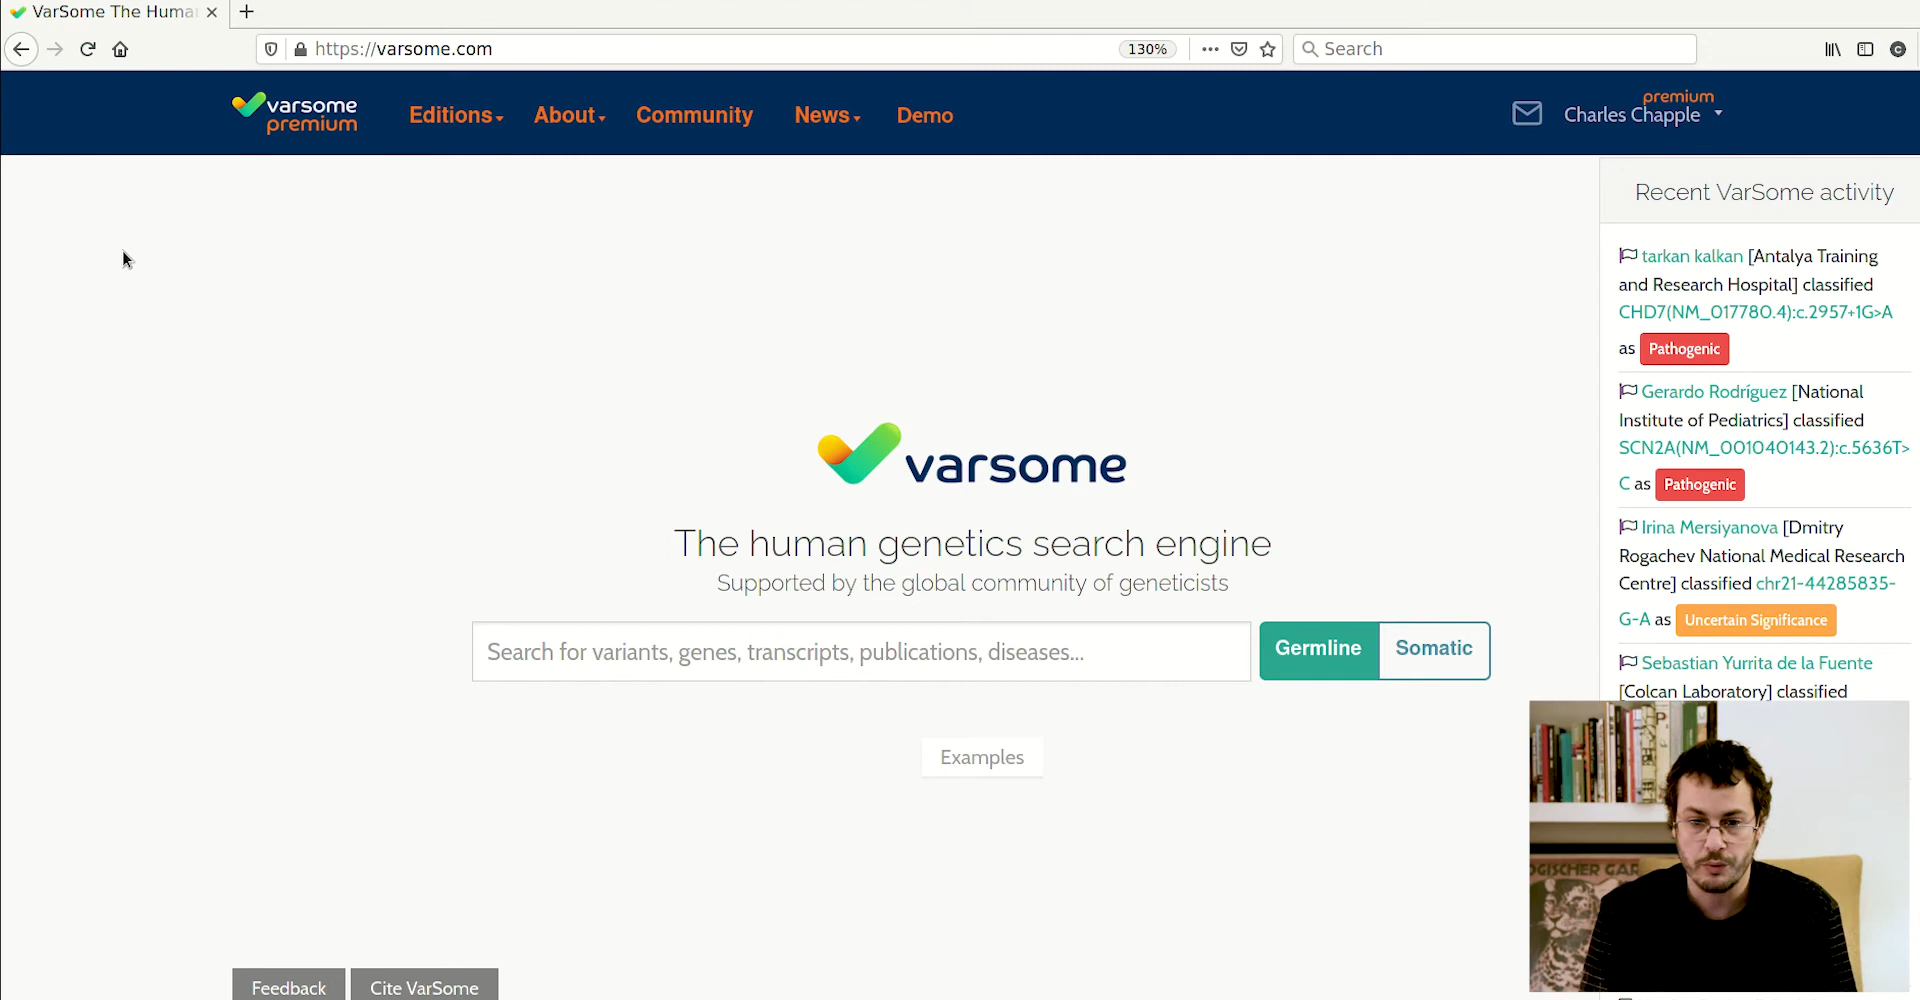 VarSome The Huma
https://varsome.com
130%
Search
varsome
premium
Editions
About
Community
News
Demo
premium
Charles Chapple
Recent VarSome activity
tarkan kalkan [Antalya Training
and Research Hospital] classified
CHD7(NM_017780.4):c.2957+1G>A
as Pathogenic
Gerardo Rodríguez [National
Institute of Pediatrics] classified
SCN2A(NM_001040143.2):c.5636T>
C as Pathogenic
Irina Mersiyanova [Dmitry
Rogachev National Medical Research
Centre] classified chr21-44285835-
G-A as Uncertain Significance
Sebastian Yurrita de la Fuente
[Colcan Laboratory] classified
varsome
The human genetics search engine
Supported by the global community of geneticists
Search for variants, genes, transcripts, publications, diseases...
Germline
Somatic
Examples
OGISCHER GAR
Feedback
Cite VarSome